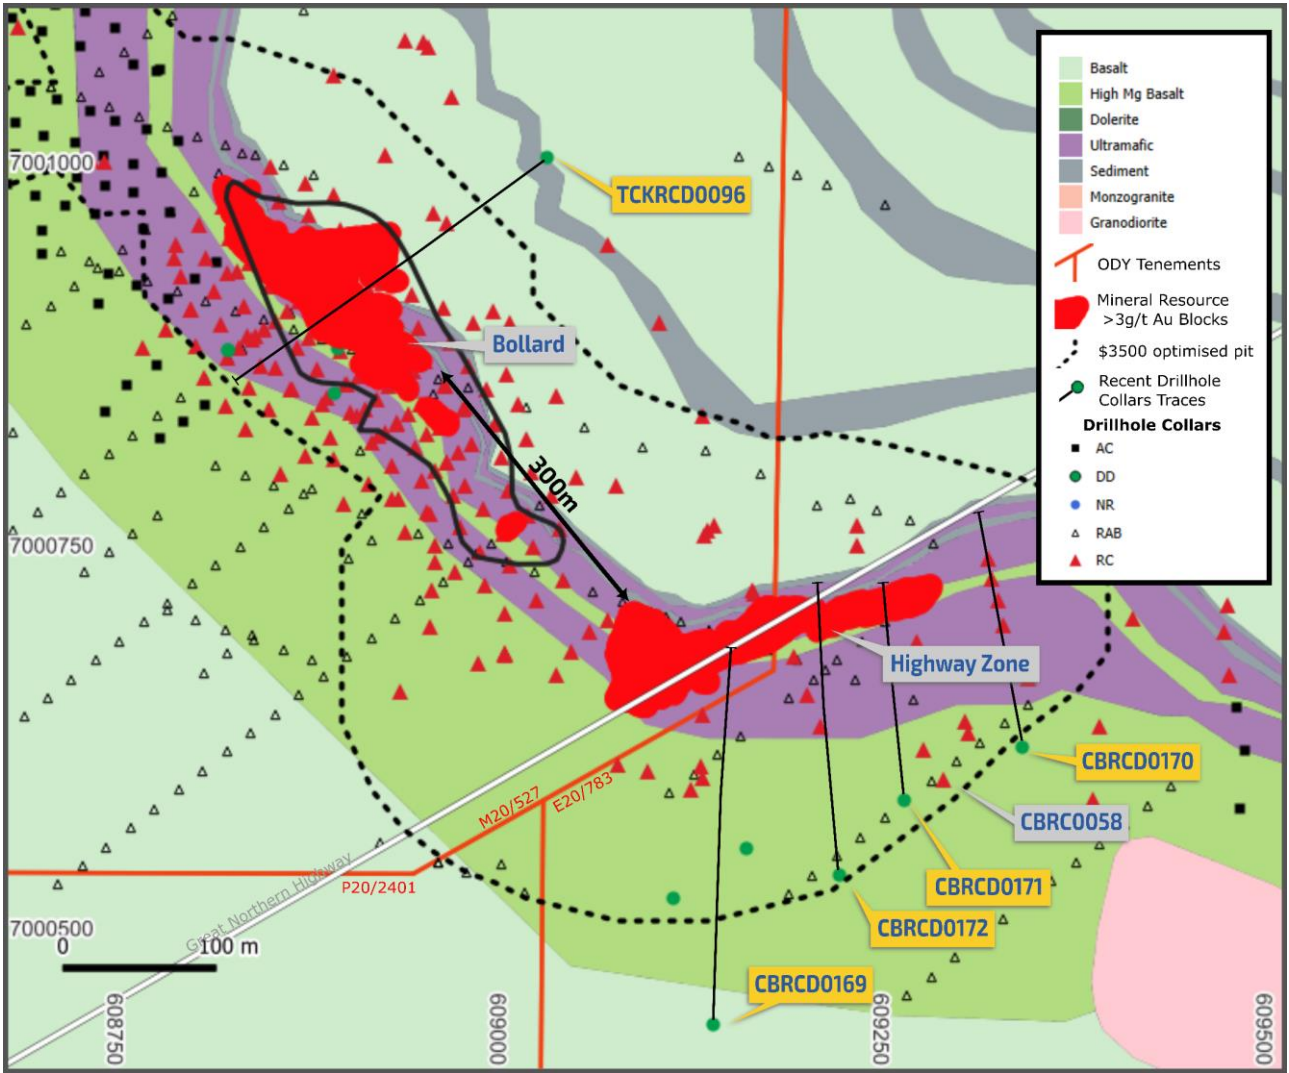 Basalt
High Mg Basalt
Dolerite
Ultramafic
Sediment
Monzogranite
Granodiorite
ODY Tenements
Mineral Resource
>3g/t Au Blocks
$3500 optimised pit
Recent Drillhole
Collars Traces
Drillhole Collars
AC
DD
NR
RAB
RC
7001000
TCKRCD0096
Bollard
300m
7000750
Highway Zone
CBRCD0170
M20/527
E20/783
CBRC0058
Great Northern Highway
P20/2401
CBRCD0171
7000500
CBRCD0172
0
100 m
CBRCD0169
608750
609000
609250
609500